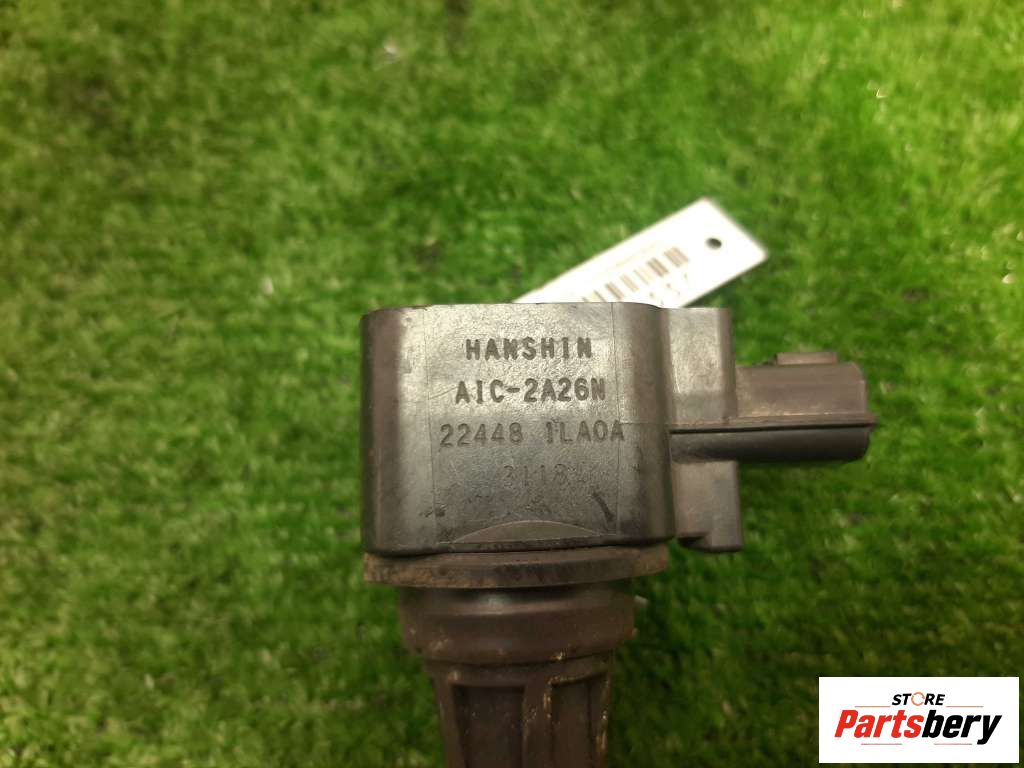 HANSHIN
AIC-2A26N
22448 1LA0A
STORE
Partsbery